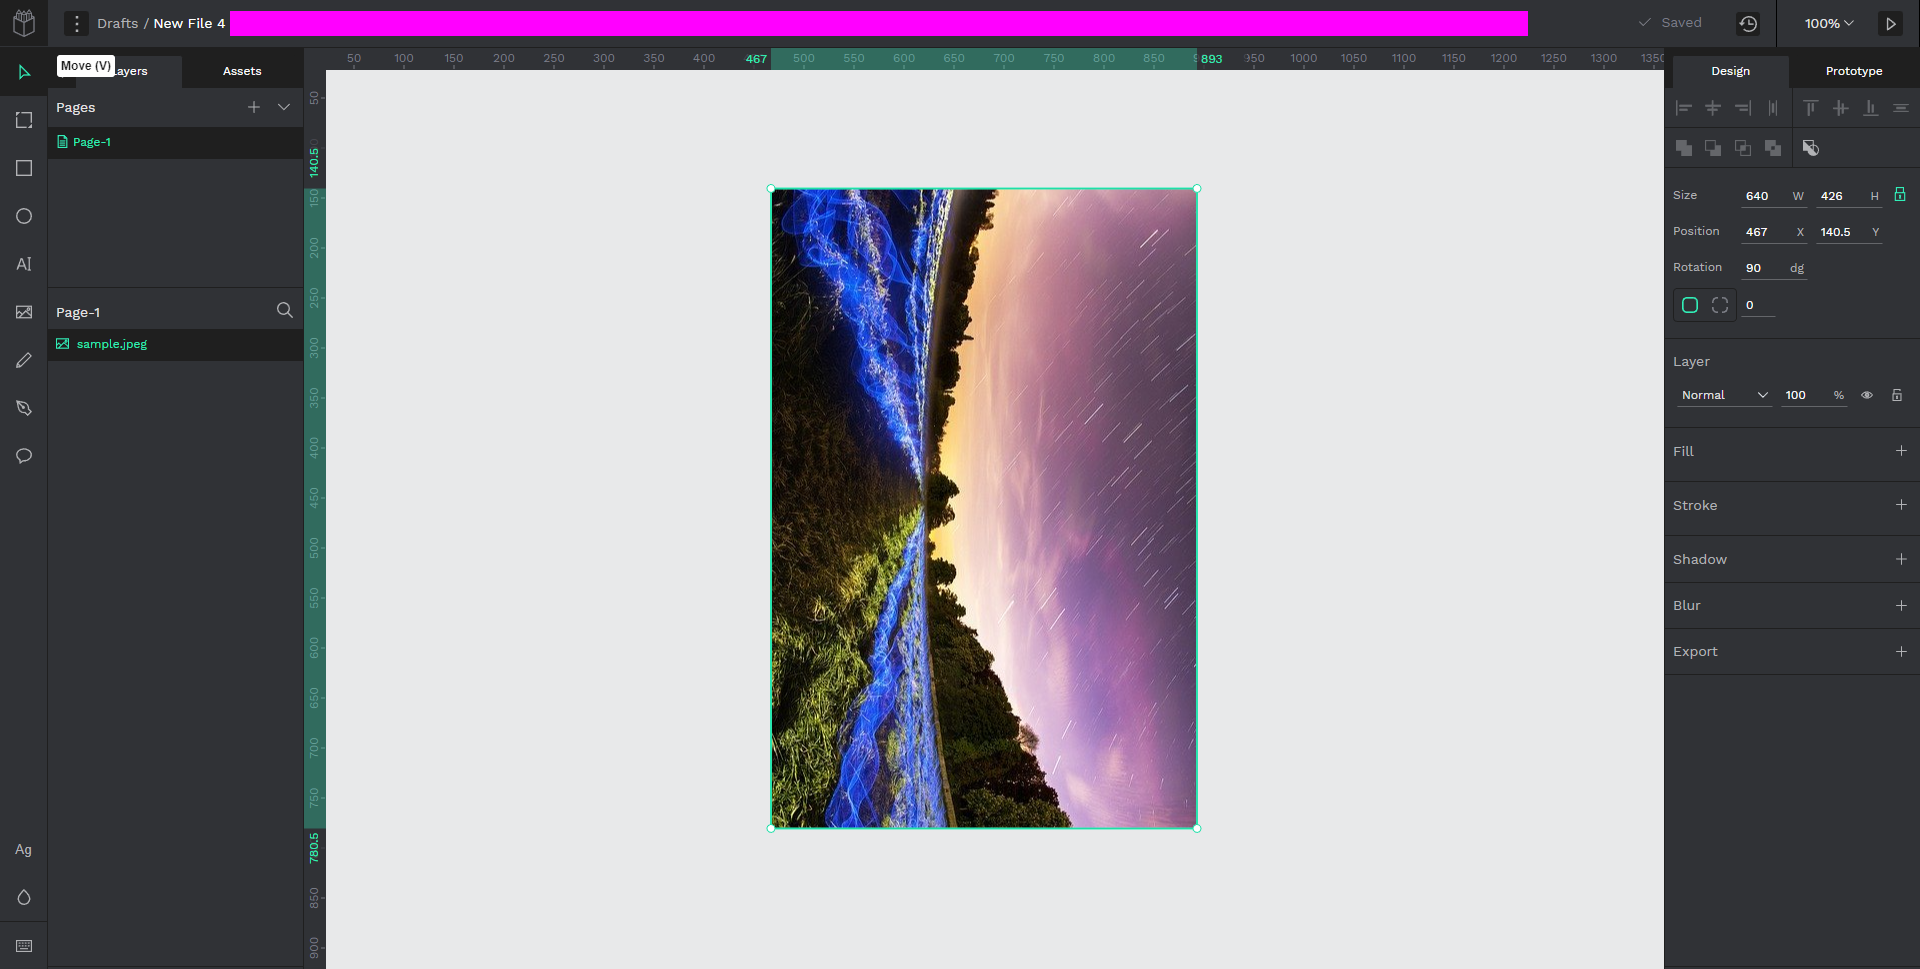 Drafts / New File 4
Saved
100%
Move (V)
ayers
Assets
Pages
Page-1
Page-1
sample.jpeg
Ag
50 100 150 200 250 300 350 400 467 500 550 600 650 700 750 800 850 893 950 1000 1050 1100 1150 1200 1250 1300 1350
50
140.5
150
200
250
300
350
400
450
500
550
600
650
700
750
780.5
850
900
Design
Prototype
Size 640 W 426 H
Position 467 X 140.5 Y
Rotation 90 dg
0
Layer
Normal 100 %
Fill
Stroke
Shadow
Blur
Export